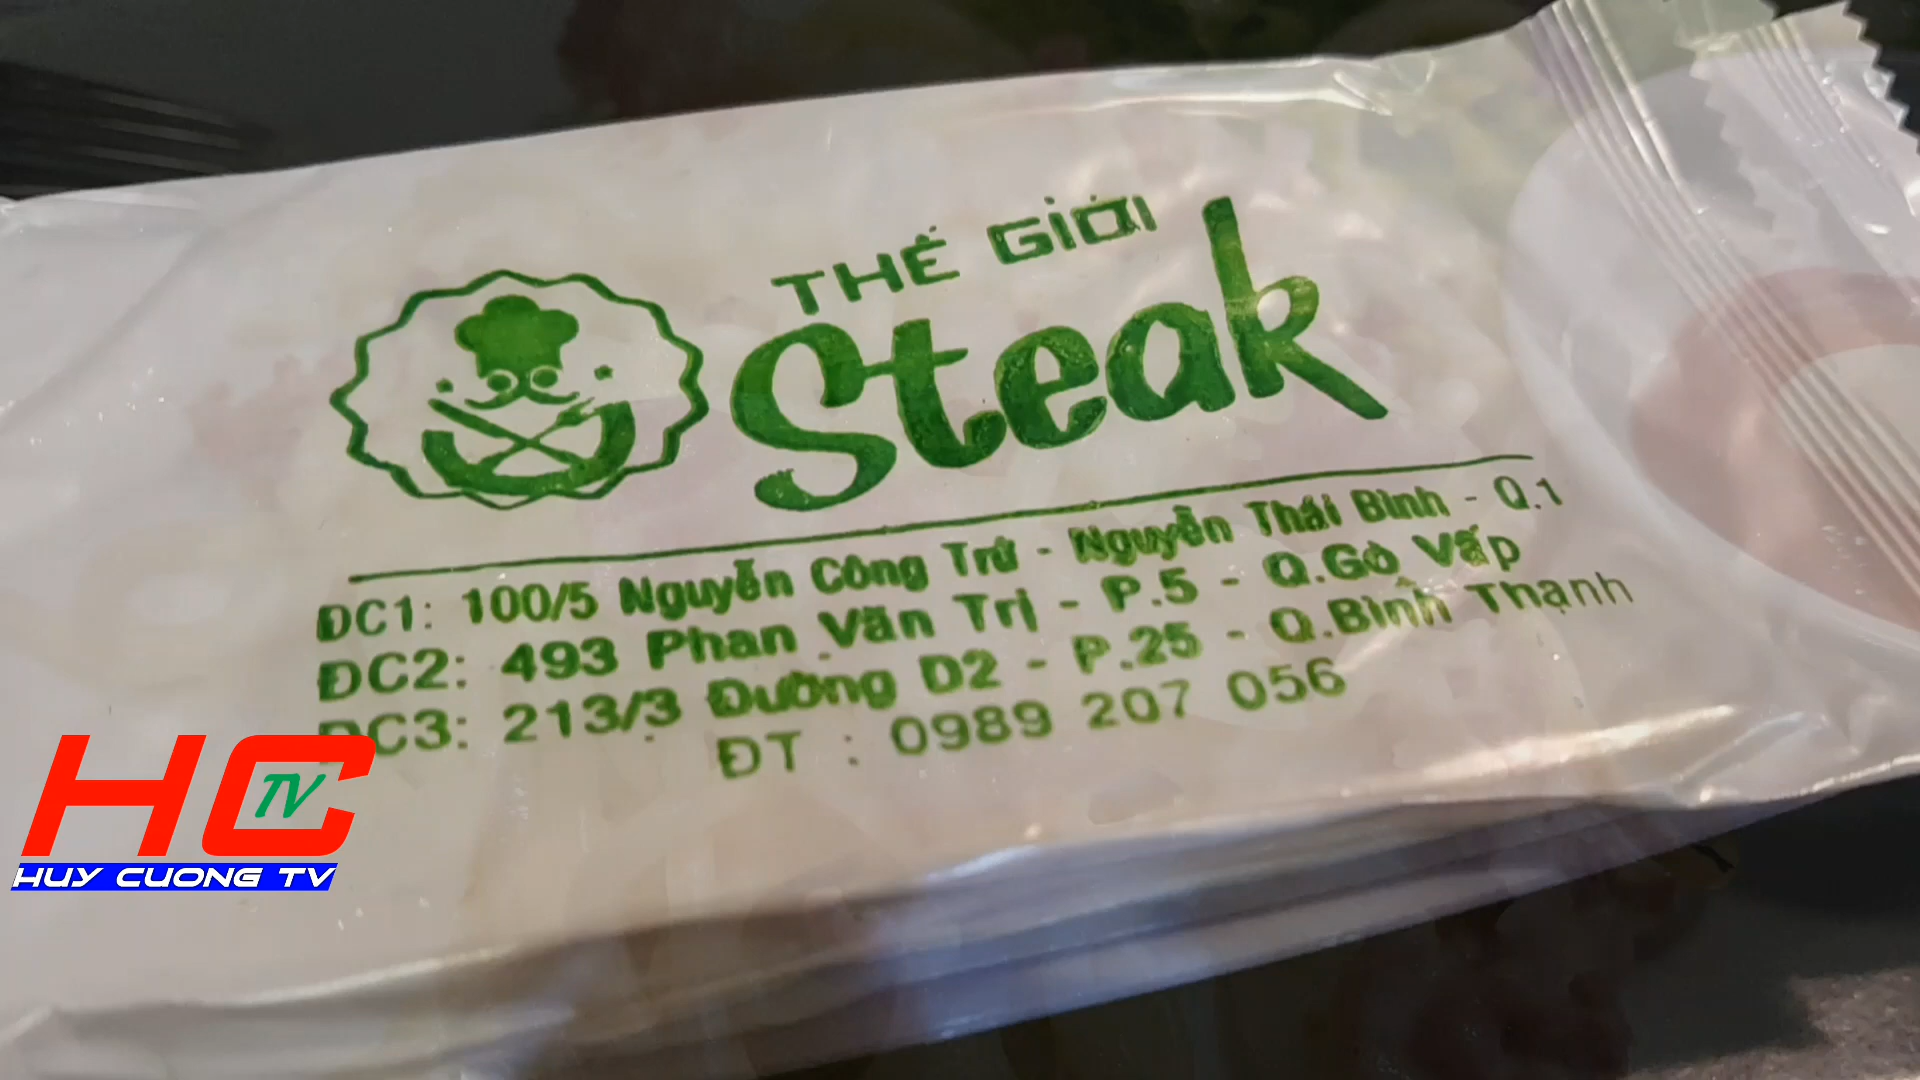 THẾ GIỚI
Steak
ĐC1: 100/5 Nguyễn Công Trứ - Nguyễn Thái Bình - Q.1
ĐC2: 493 Phan Văn Trị - P.5 - Q.Gò Vấp
ĐC3: 213/3 Đường D2 - P.25 - Q.Bình Thạnh
ĐT : 0989 207 056
HC TV
HUY CUONG TV